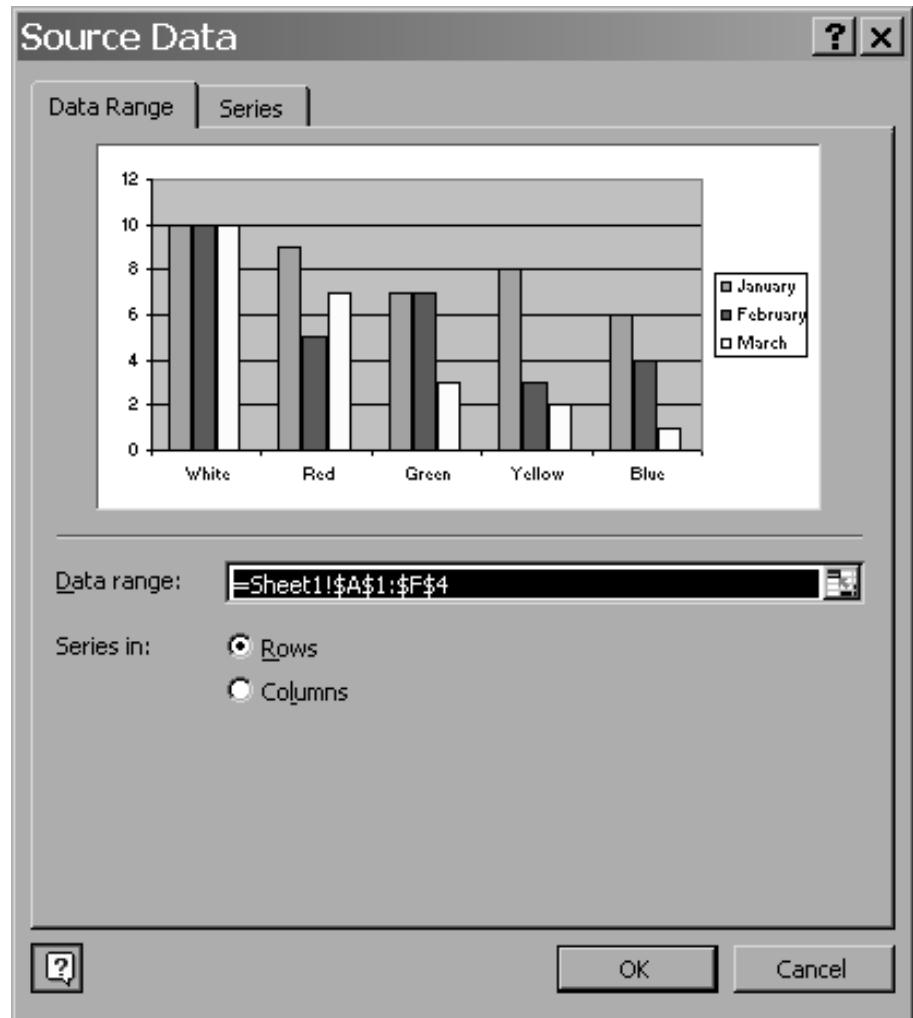 Source Data
Data Range Series
12
10
8
6
4
2
0
White Red Green Yellow Blue
January
February
March
Data range: =Sheet1!$A$1:$F$4
Series in: Rows
Columns
OK Cancel